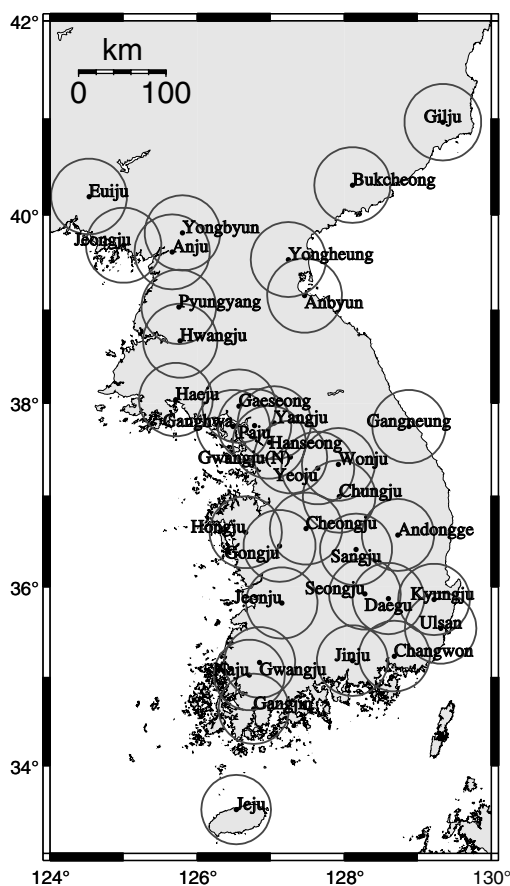 42°
km
0 100
Gilju
Bukcheong
Euiju
40°
Yongbyun
Jeongju
Anju
Yongheung
Anbyun
Pyungyang
Hwangju
Haeju
38°
Gaeseong
Ganghwa
Yangju
Gangneung
Paju
Hanseong
Gwangju(N)
Wonju
Yeoju
Chungju
Hongju
Cheongju
Andongge
Gongju
Sangju
36°
Seongju
Jeonju
Daegu
Kyungju
Ulsan
Changwon
Naju
Gwangju
Jinju
Gangjin
34°
Jeju
124° 126° 128° 130°